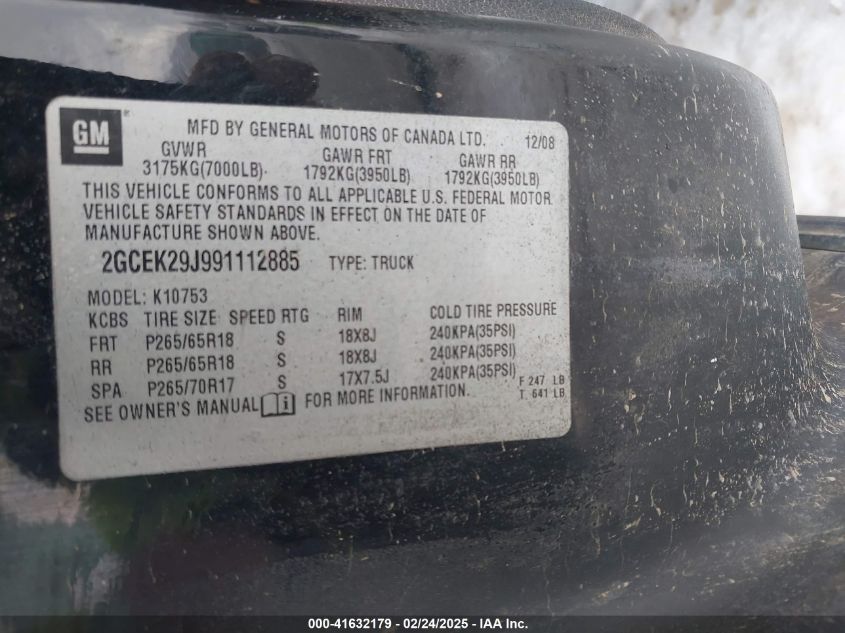 GM
MFD BY GENERAL MOTORS OF CANADA LTD. 12/08
GVWR GAWR FRT GAWR RR
3175KG(7000LB) 1792KG(3950LB) 1792KG(3950LB)
THIS VEHICLE CONFORMS TO ALL APPLICABLE U.S. FEDERAL MOTOR
VEHICLE SAFETY STANDARDS IN EFFECT ON THE DATE OF
MANUFACTURE SHOWN ABOVE.
2GCEK29J991112885 TYPE: TRUCK
MODEL: K10753
KCBS TIRE SIZE SPEED RTG RIM COLD TIRE PRESSURE
FRT P265/65R18 S 18X8J 240KPA(35PSI)
RR P265/65R18 S 18X8J 240KPA(35PSI)
SPA P265/70R17 S 17X7.5J 240KPA(35PSI)
F 247 LB
T 641 LB
SEE OWNER'S MANUAL i FOR MORE INFORMATION.
000-41632179 - 02/24/2025 - IAA Inc.